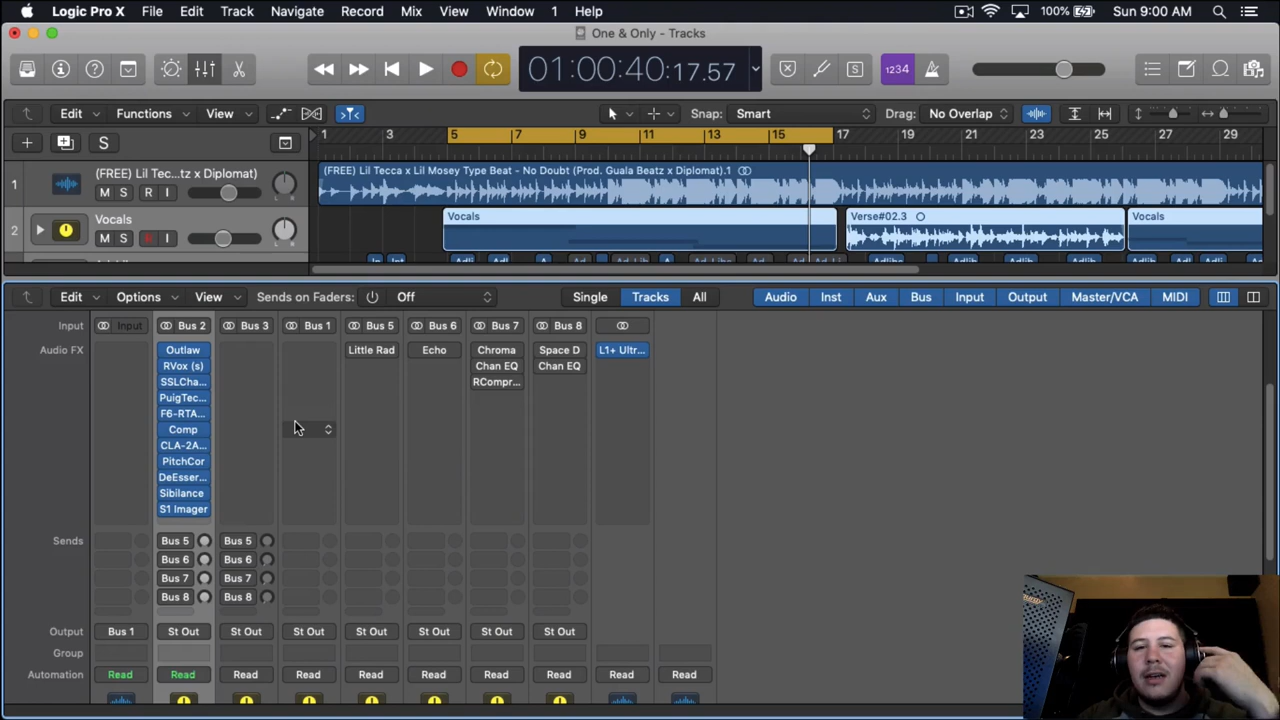 Logic Pro X File Edit Track Navigate Record Mix View Window 1 Help 100% Sun 9:00 AM
One & Only - Tracks
01:00:40:17.57 1234 S
Edit Functions View Snap: Smart Drag: No Overlap
S 1 3 5 7 9 11 13 15 17 19 21 23 25 27 29
1 (FREE) Lil Tec...tz x Diplomat) (FREE) Lil Tecca x Lil Mosey Type Beat - No Doubt (Prod. Guala Beatz x Diplomat).1
M S R I
2 Vocals Vocals Verse#02.3 Vocals
M S R I
Edit Options View Sends on Faders: Off Single Tracks All Audio Inst Aux Bus Input Output Master/VCA MIDI
Input Input Bus 2 Bus 3 Bus 1 Bus 5 Bus 6 Bus 7 Bus 8
Audio FX Outlaw Little Rad Echo Chroma Space D L1+ Ultr...
RVox (s) Chan EQ Chan EQ
SSLCha... RCompr...
PuigTec...
F6-RTA...
Comp
CLA-2A...
PitchCor
DeEsser...
Sibilance
S1 Imager
Sends Bus 5 Bus 5
Bus 6 Bus 6
Bus 7 Bus 7
Bus 8 Bus 8
Output Bus 1 St Out St Out St Out St Out St Out St Out St Out
Group
Automation Read Read Read Read Read Read Read Read Read Read